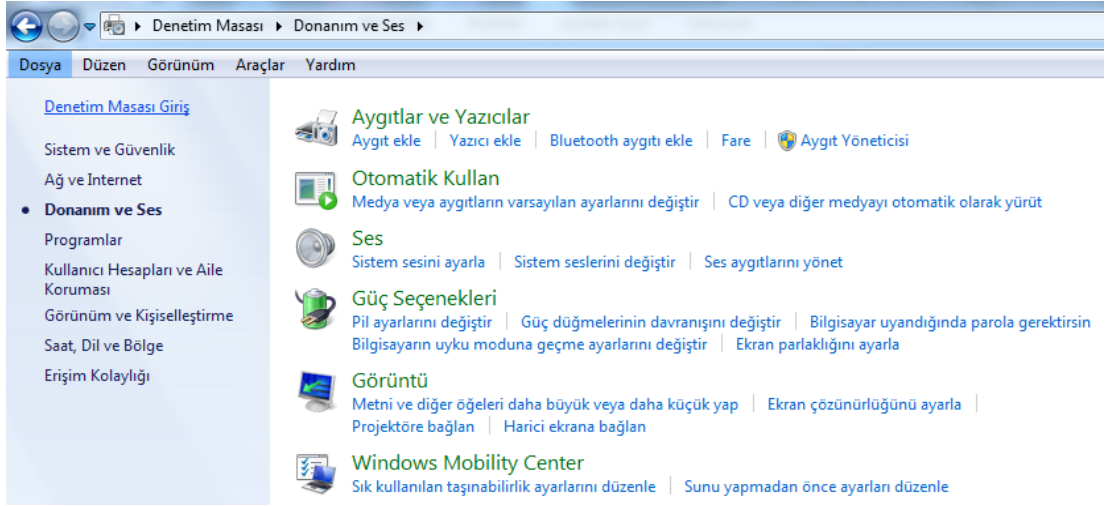 Denetim Masası Donanım ve Ses
Dosya Düzen Görünüm Araçlar Yardım
Denetim Masası Giriş
Sistem ve Güvenlik
Ağ ve Internet
Donanım ve Ses
Programlar
Kullanıcı Hesapları ve Aile
Koruması
Görünüm ve Kişiselleştirme
Saat, Dil ve Bölge
Erişim Kolaylığı
Aygıtlar ve Yazıcılar
Aygıt ekle Yazıcı ekle Bluetooth aygıtı ekle Fare Aygıt Yöneticisi
Otomatik Kullan
Medya veya aygıtların varsayılan ayarlarını değiştir CD veya diğer medyayı otomatik olarak yürüt
Ses
Sistem sesini ayarla Sistem seslerini değiştir Ses aygıtlarını yönet
Güç Seçenekleri
Pil ayarlarını değiştir Güç düğmelerinin davranışını değiştir Bilgisayar uyandığında parola gerektirsin
Bilgisayarın uyku moduna geçme ayarlarını değiştir Ekran parlaklığını ayarla
Görüntü
Metni ve diğer öğeleri daha büyük veya daha küçük yap Ekran çözünürlüğünü ayarla
Projektöre bağlan Harici ekrana bağlan
Windows Mobility Center
Sık kullanılan taşınabilirlik ayarlarını düzenle Sunu yapmadan önce ayarları düzenle